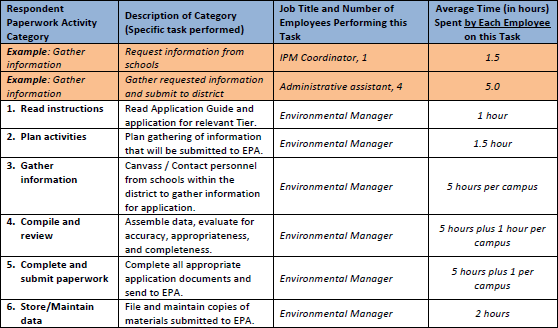 Respondent
Paperwork Activity
Category
Description of Category
(Specific task performed)
Job Title and Number of
Employees Performing this
Task
Average Time (in hours)
Spent by Each Employee
on this Task
Example: Gather
information
Request information from
schools
IPM Coordinator, 1
1.5
Example: Gather
information
Gather requested information
and submit to district
Administrative assistant, 4
5.0
1. Read instructions
Read Application Guide and
application for relevant Tier.
Environmental Manager
1 hour
2. Plan activities
Plan gathering of information
that will be submitted to EPA.
Environmental Manager
1.5 hour
3. Gather
information
Canvass / Contact personnel
from schools within the
district to gather information
for application.
Environmental Manager
5 hours per campus
4. Compile and
review
Assemble data, evaluate for
accuracy, appropriateness,
and completeness.
Environmental Manager
5 hours plus 1 hour per
campus
5. Complete and
submit paperwork
Complete all appropriate
application documents and
send to EPA.
Environmental Manager
5 hours plus 1 per
campus
6. Store/Maintain
data
File and maintain copies of
materials submitted to EPA.
Environmental Manager
2 hours